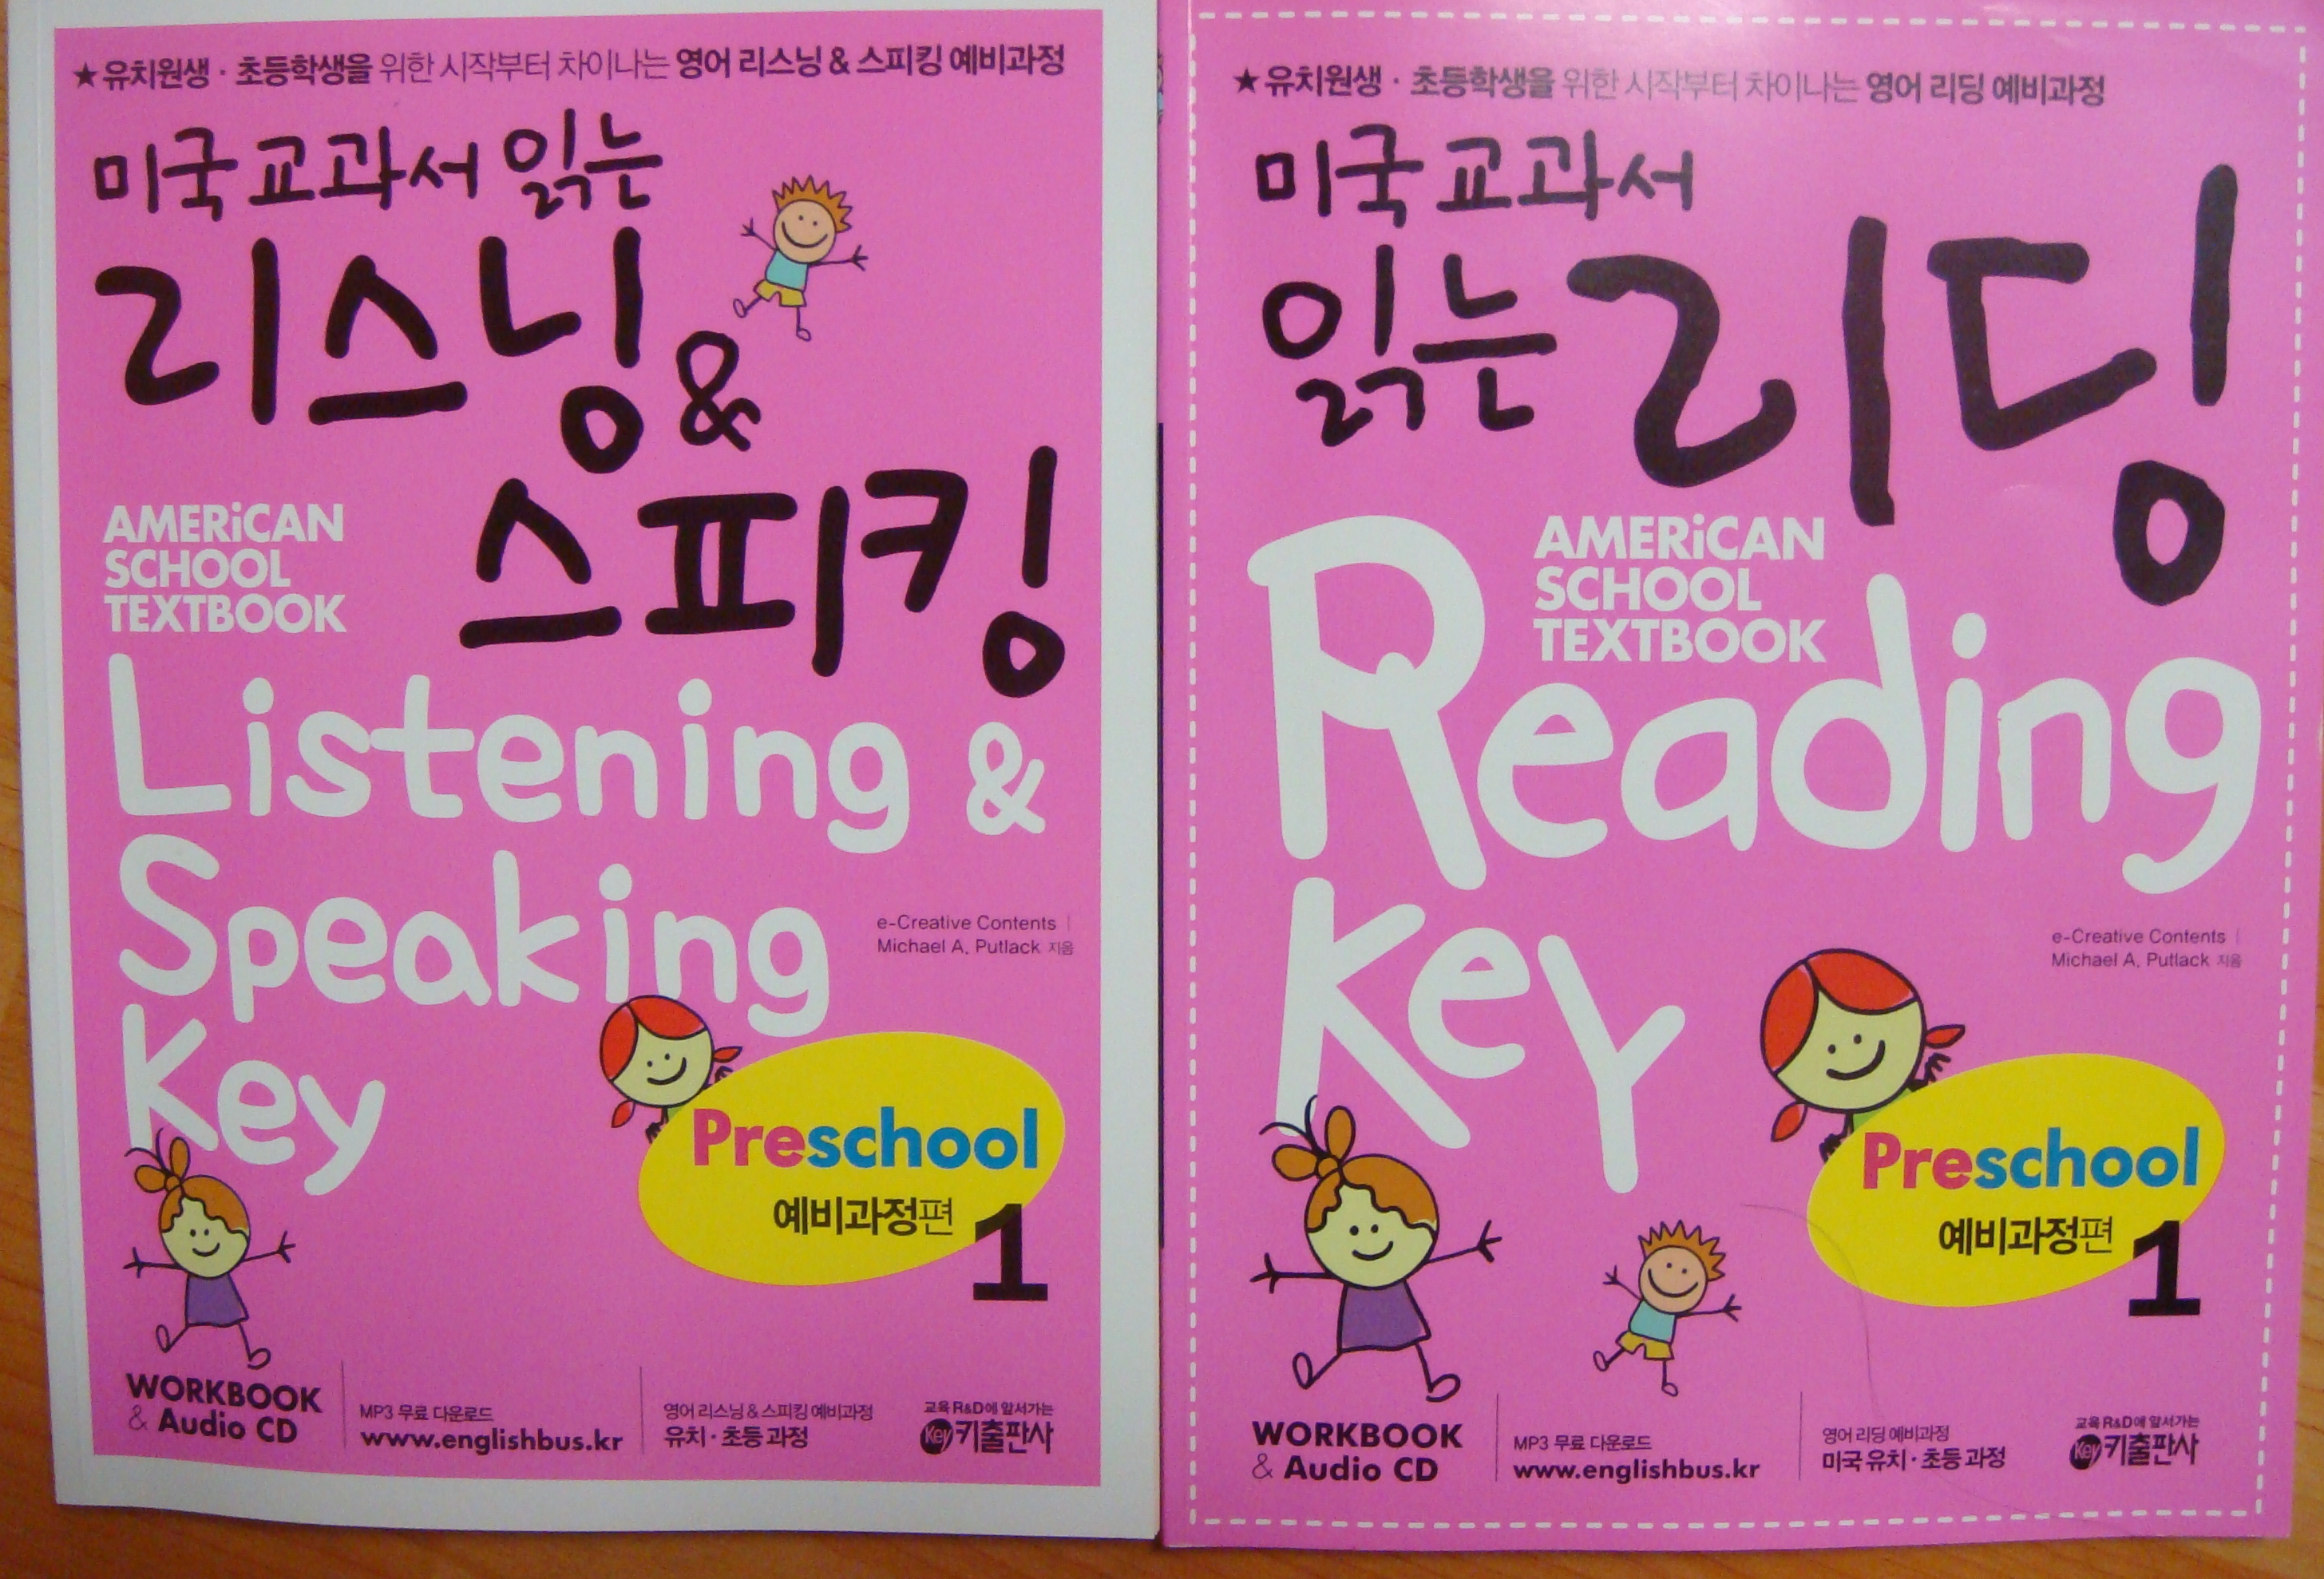 ★유치원생 · 초등학생을 위한 시작부터 차이나는 영어 리스닝 & 스피킹 예비과정
미국교과서 읽는
리스닝&
스피킹
AMERiCAN
SCHOOL
TEXTBOOK
Listening &
Speaking
Key
e-Creative Contents |
Michael A. Putlack 지음
Preschool
예비과정편
1
WORKBOOK
& Audio CD
MP3 무료 다운로드
www.englishbus.kr
영어 리스닝 & 스피킹 예비과정
유치·초등 과정
교육 R&D에 앞서가는
Key 키출판사
★유치원생 · 초등학생을 위한 시작부터 차이나는 영어 리딩 예비과정
미국교과서
읽는 리딩
AMERiCAN
SCHOOL
TEXTBOOK
Reading
Key
e-Creative Contents |
Michael A. Putlack 지음
Preschool
예비과정편
1
WORKBOOK
& Audio CD
MP3 무료 다운로드
www.englishbus.kr
영어 리딩 예비과정
미국 유치·초등 과정
교육 R&D에 앞서가는
Key 키출판사